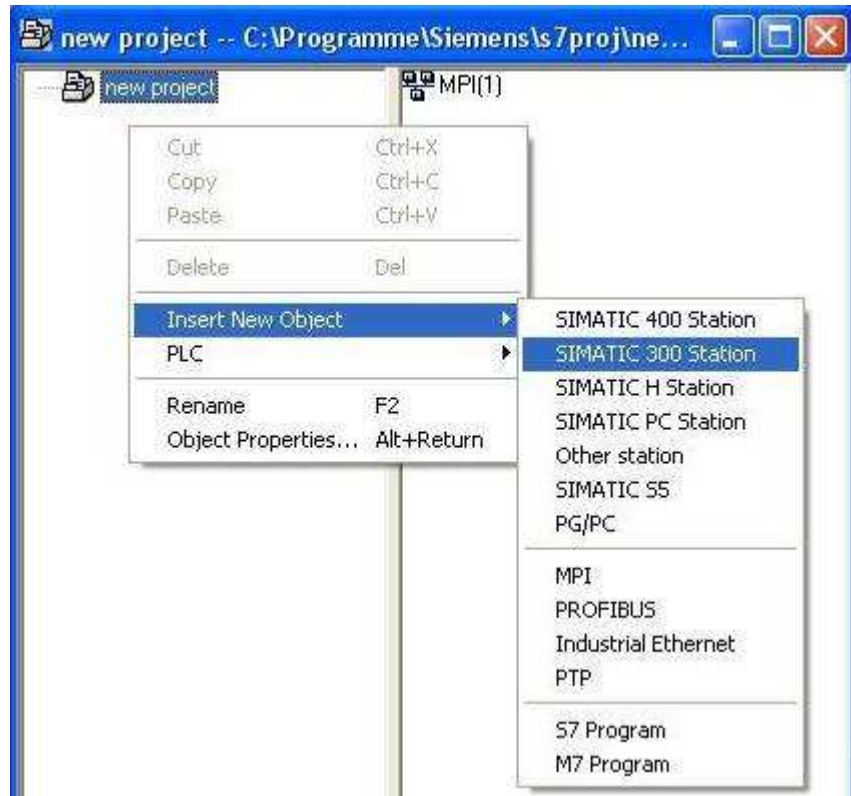 new project -- C:\Programme\Siemens\s7proj\ne...
new project
MPI(1)
Cut Ctrl+X
Copy Ctrl+C
Paste Ctrl+V
Delete Del
Insert New Object
PLC
Rename F2
Object Properties... Alt+Return
SIMATIC 400 Station
SIMATIC 300 Station
SIMATIC H Station
SIMATIC PC Station
Other station
SIMATIC S5
PG/PC
MPI
PROFIBUS
Industrial Ethernet
PTP
S7 Program
M7 Program